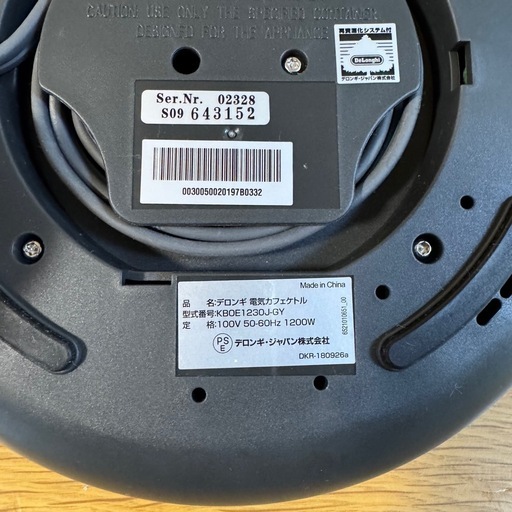 CAUTION USE ONLY THE SPECIFIED CONTAINER
DESIGNED FOR THE APPLIANCE
再資源化システム付
DeLonghi
デロンギ・ジャパン株式会社
Ser.Nr. 02328
S09 643152
0030050020197B0332
Made in China
品 名:デロンギ 電気カフェケトル
型式番号:KBOE1230J-GY
定 格:100V 50-60Hz 1200W
PS
E
デロンギ・ジャパン株式会社
DKR-180926a
6521010651_00